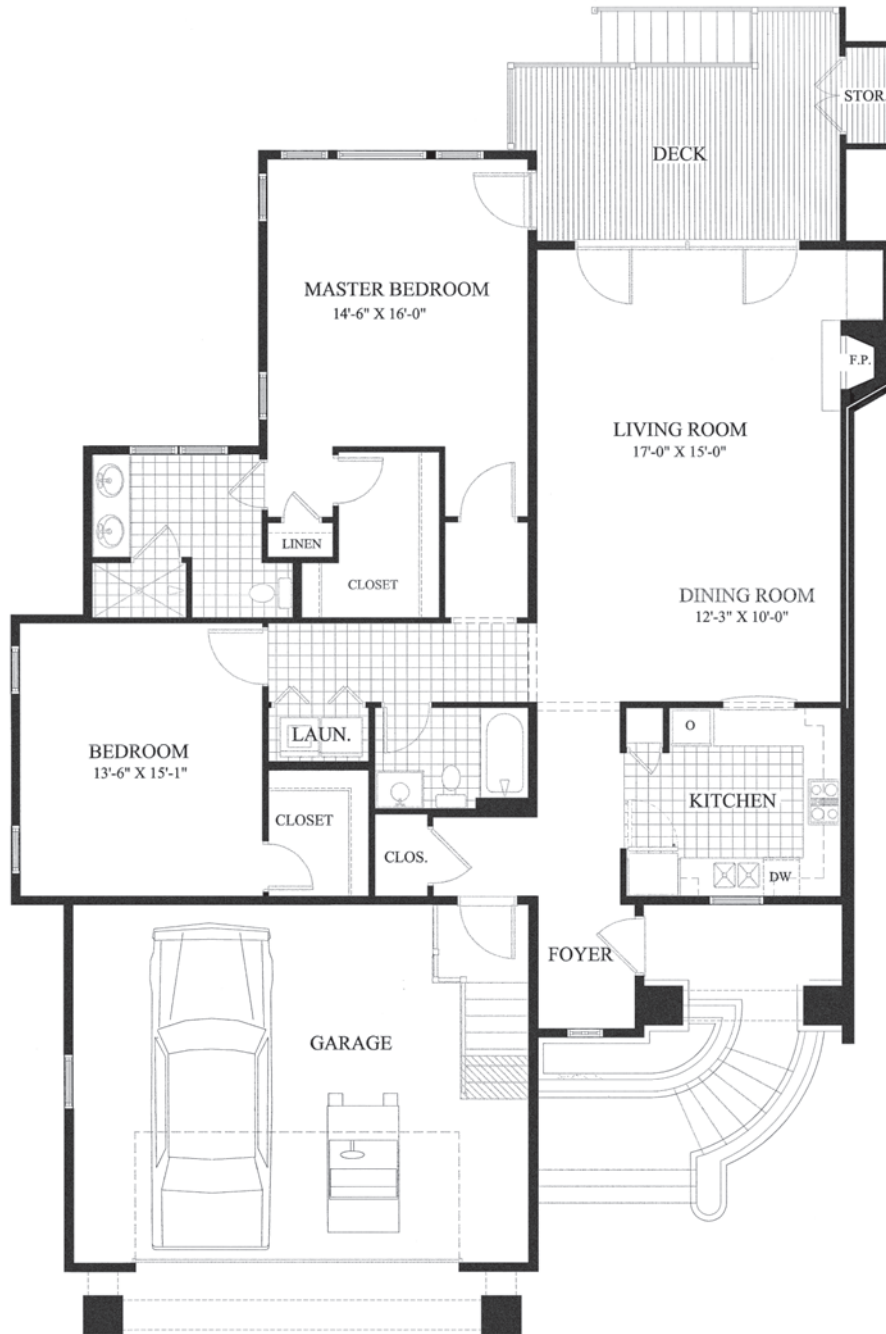 STOR.
DECK
MASTER BEDROOM
14'-6" X 16'-0"
F.P.
LIVING ROOM
17'-0" X 15'-0"
LINEN
CLOSET
DINING ROOM
12'-3" X 10'-0"
O
LAUN.
BEDROOM
13'-6" X 15'-1"
KITCHEN
CLOSET
CLOS.
DW
FOYER
GARAGE